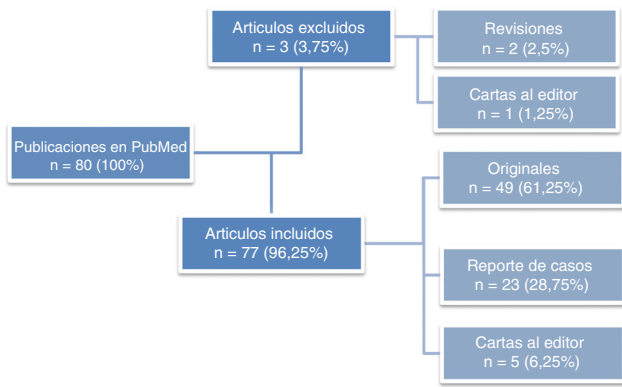 Articulos excluidos
n = 3 (3,75%)
Revisiones
n = 2 (2,5%)
Cartas al editor
n = 1 (1,25%)
Publicaciones en PubMed
n = 80 (100%)
Articulos incluidos
n = 77 (96,25%)
Originales
n = 49 (61,25%)
Reporte de casos
n = 23 (28,75%)
Cartas al editor
n = 5 (6,25%)